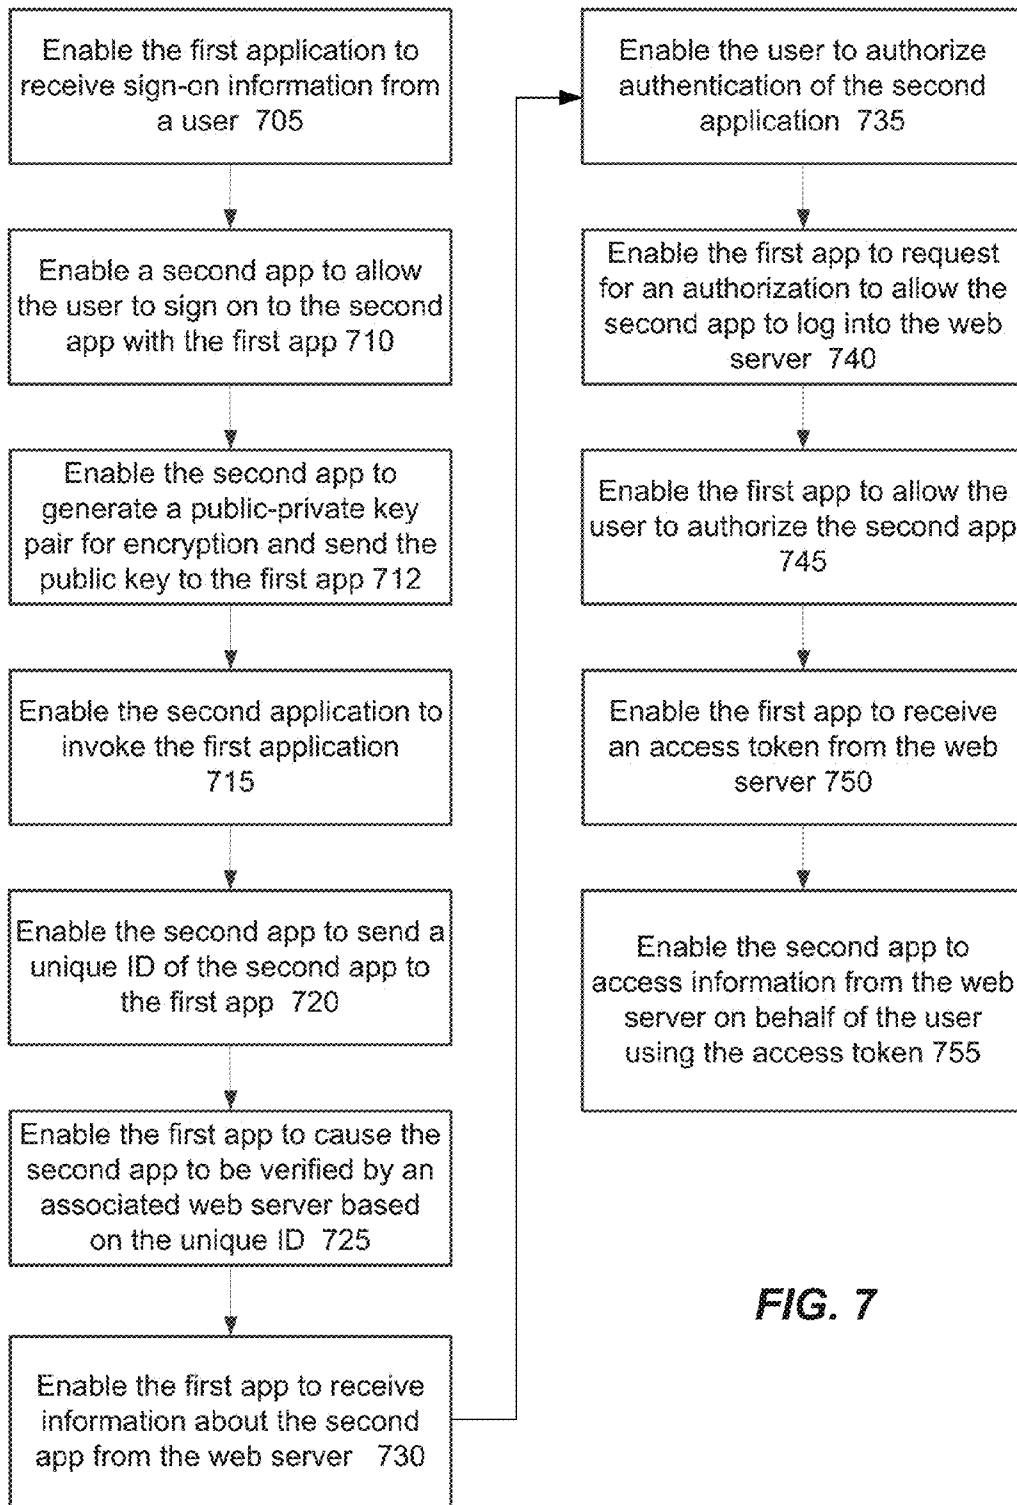 Enable the first application to
receive sign-on information from
a user 705
Enable a second app to allow
the user to sign on to the second
app with the first app 710
Enable the second app to
generate a public-private key
pair for encryption and send the
public key to the first app 712
Enable the second application to
invoke the first application
715
Enable the second app to send a
unique ID of the second app to
the first app 720
Enable the first app to cause the
second app to be verified by an
associated web server based
on the unique ID 725
Enable the first app to receive
information about the second
app from the web server 730
Enable the user to authorize
authentication of the second
application 735
Enable the first app to request
for an authorization to allow the
second app to log into the web
server 740
Enable the first app to allow the
user to authorize the second app
745
Enable the first app to receive
an access token from the web
server 750
Enable the second app to
access information from the web
server on behalf of the user
using the access token 755
FIG. 7